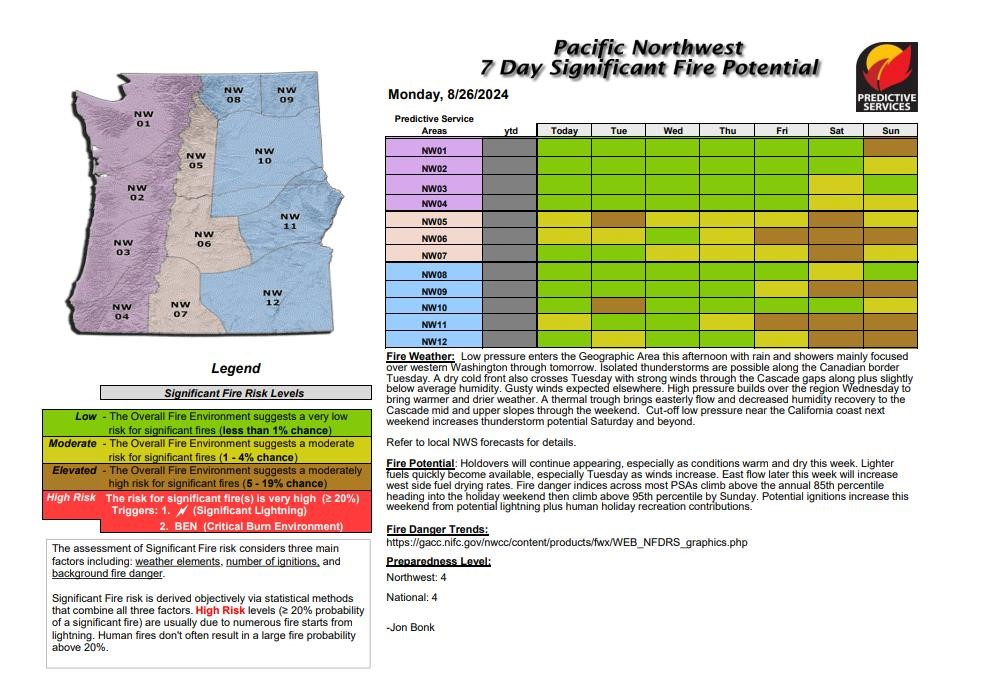 Pacific Northwest
7 Day Significant Fire Potential
PREDICTIVE
SERVICES
Monday, 8/26/2024
NW
01
NW
02
NW
03
NW
04
NW
05
NW
06
NW
07
NW
08
NW
09
NW
10
NW
11
NW
12
Predictive Service
Areas ytd Today Tue Wed Thu Fri Sat Sun
NW01
NW02
NW03
NW04
NW05
NW06
NW07
NW08
NW09
NW10
NW11
NW12
Legend
Significant Fire Risk Levels
Low - The Overall Fire Environment suggests a very low
risk for significant fires (less than 1% chance)
Moderate - The Overall Fire Environment suggests a moderate
risk for significant fires (1 - 4% chance)
Elevated - The Overall Fire Environment suggests a moderately
high risk for significant fires (5 - 19% chance)
High Risk The risk for significant fire(s) is very high (≥ 20%)
Triggers: 1. (Significant Lightning)
2. BEN (Critical Burn Environment)
The assessment of Significant Fire risk considers three main
factors including: weather elements, number of ignitions, and
background fire danger.
Significant Fire risk is derived objectively via statistical methods
that combine all three factors. High Risk levels (≥ 20% probability
of a significant fire) are usually due to numerous fire starts from
lightning. Human fires don't often result in a large fire probability
above 20%.
Fire Weather: Low pressure enters the Geographic Area this afternoon with rain and showers mainly focused
over western Washington through tomorrow. Isolated thunderstorms are possible along the Canadian border
Tuesday. A dry cold front also crosses Tuesday with strong winds through the Cascade gaps along plus slightly
below average humidity. Gusty winds expected elsewhere. High pressure builds over the region Wednesday to
bring warmer and drier weather. A thermal trough brings easterly flow and decreased humidity recovery to the
Cascade mid and upper slopes through the weekend. Cut-off low pressure near the California coast next
weekend increases thunderstorm potential Saturday and beyond.
Refer to local NWS forecasts for details.
Fire Potential: Holdovers will continue appearing, especially as conditions warm and dry this week. Lighter
fuels quickly become available, especially Tuesday as winds increase. East flow later this week will increase
west side fuel drying rates. Fire danger indices across most PSAs climb above the annual 85th percentile
heading into the holiday weekend then climb above 95th percentile by Sunday. Potential ignitions increase this
weekend from potential lightning plus human holiday recreation contributions.
Fire Danger Trends:
https://gacc.nifc.gov/nwcc/content/products/fwx/WEB_NFDRS_graphics.php
Preparedness Level:
Northwest: 4
National: 4
-Jon Bonk